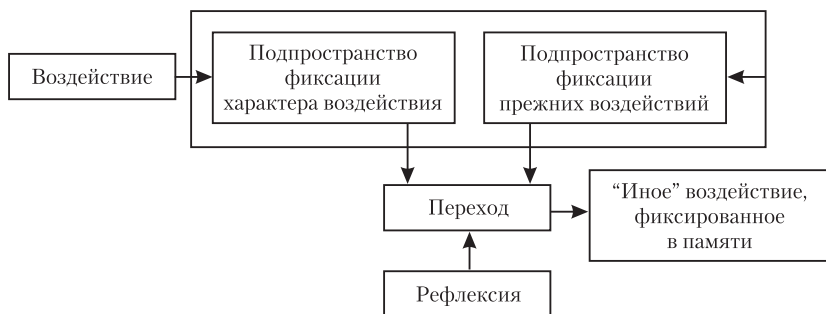 Воздействие
Подпространство
фиксации
характера воздействия
Подпространство
фиксации
прежних воздействий
Переход
“Иное” воздействие,
фиксированное
в памяти
Рефлексия